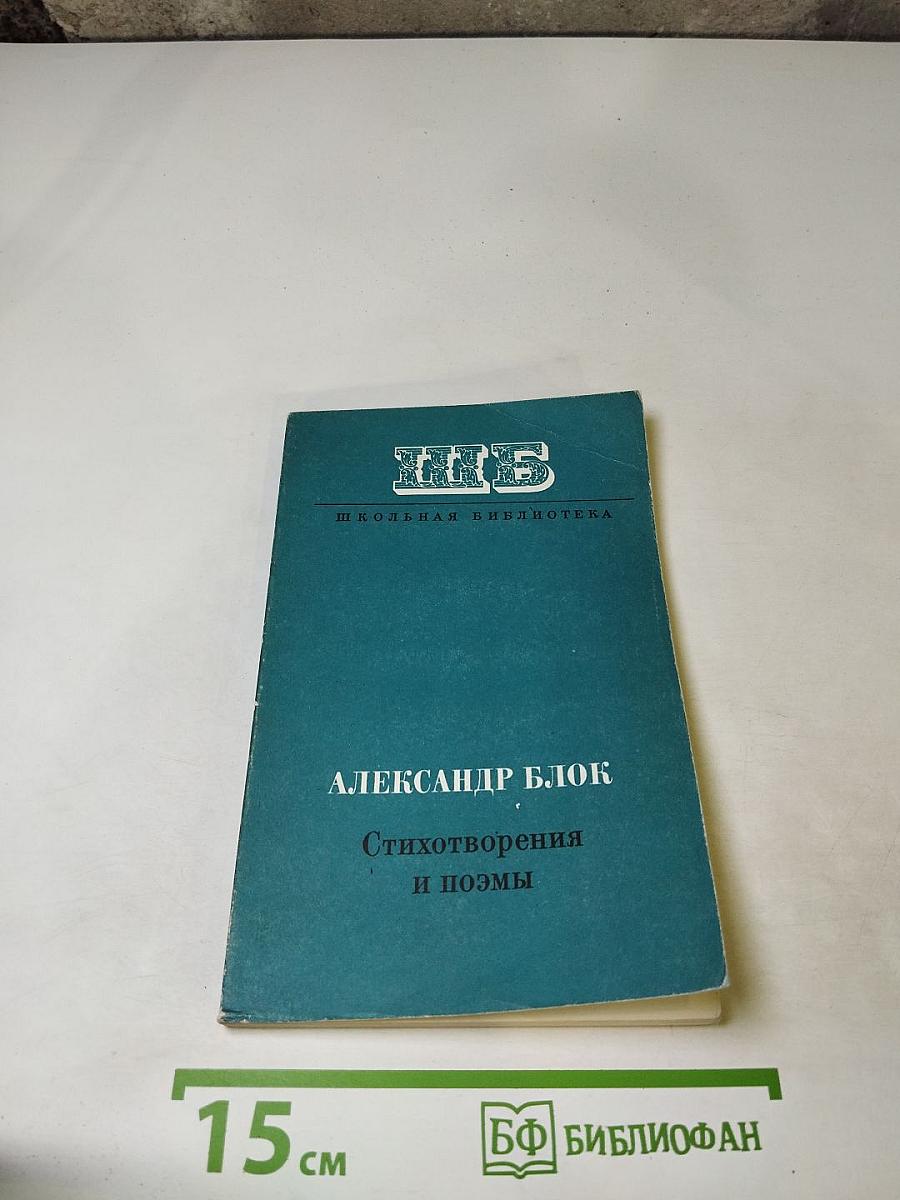 ШБ
ШКОЛЬНАЯ БИБЛИОТЕКА
АЛЕКСАНДР БЛОК
Стихотворения
и поэмы
15 см
БФ БИБЛИОФАН